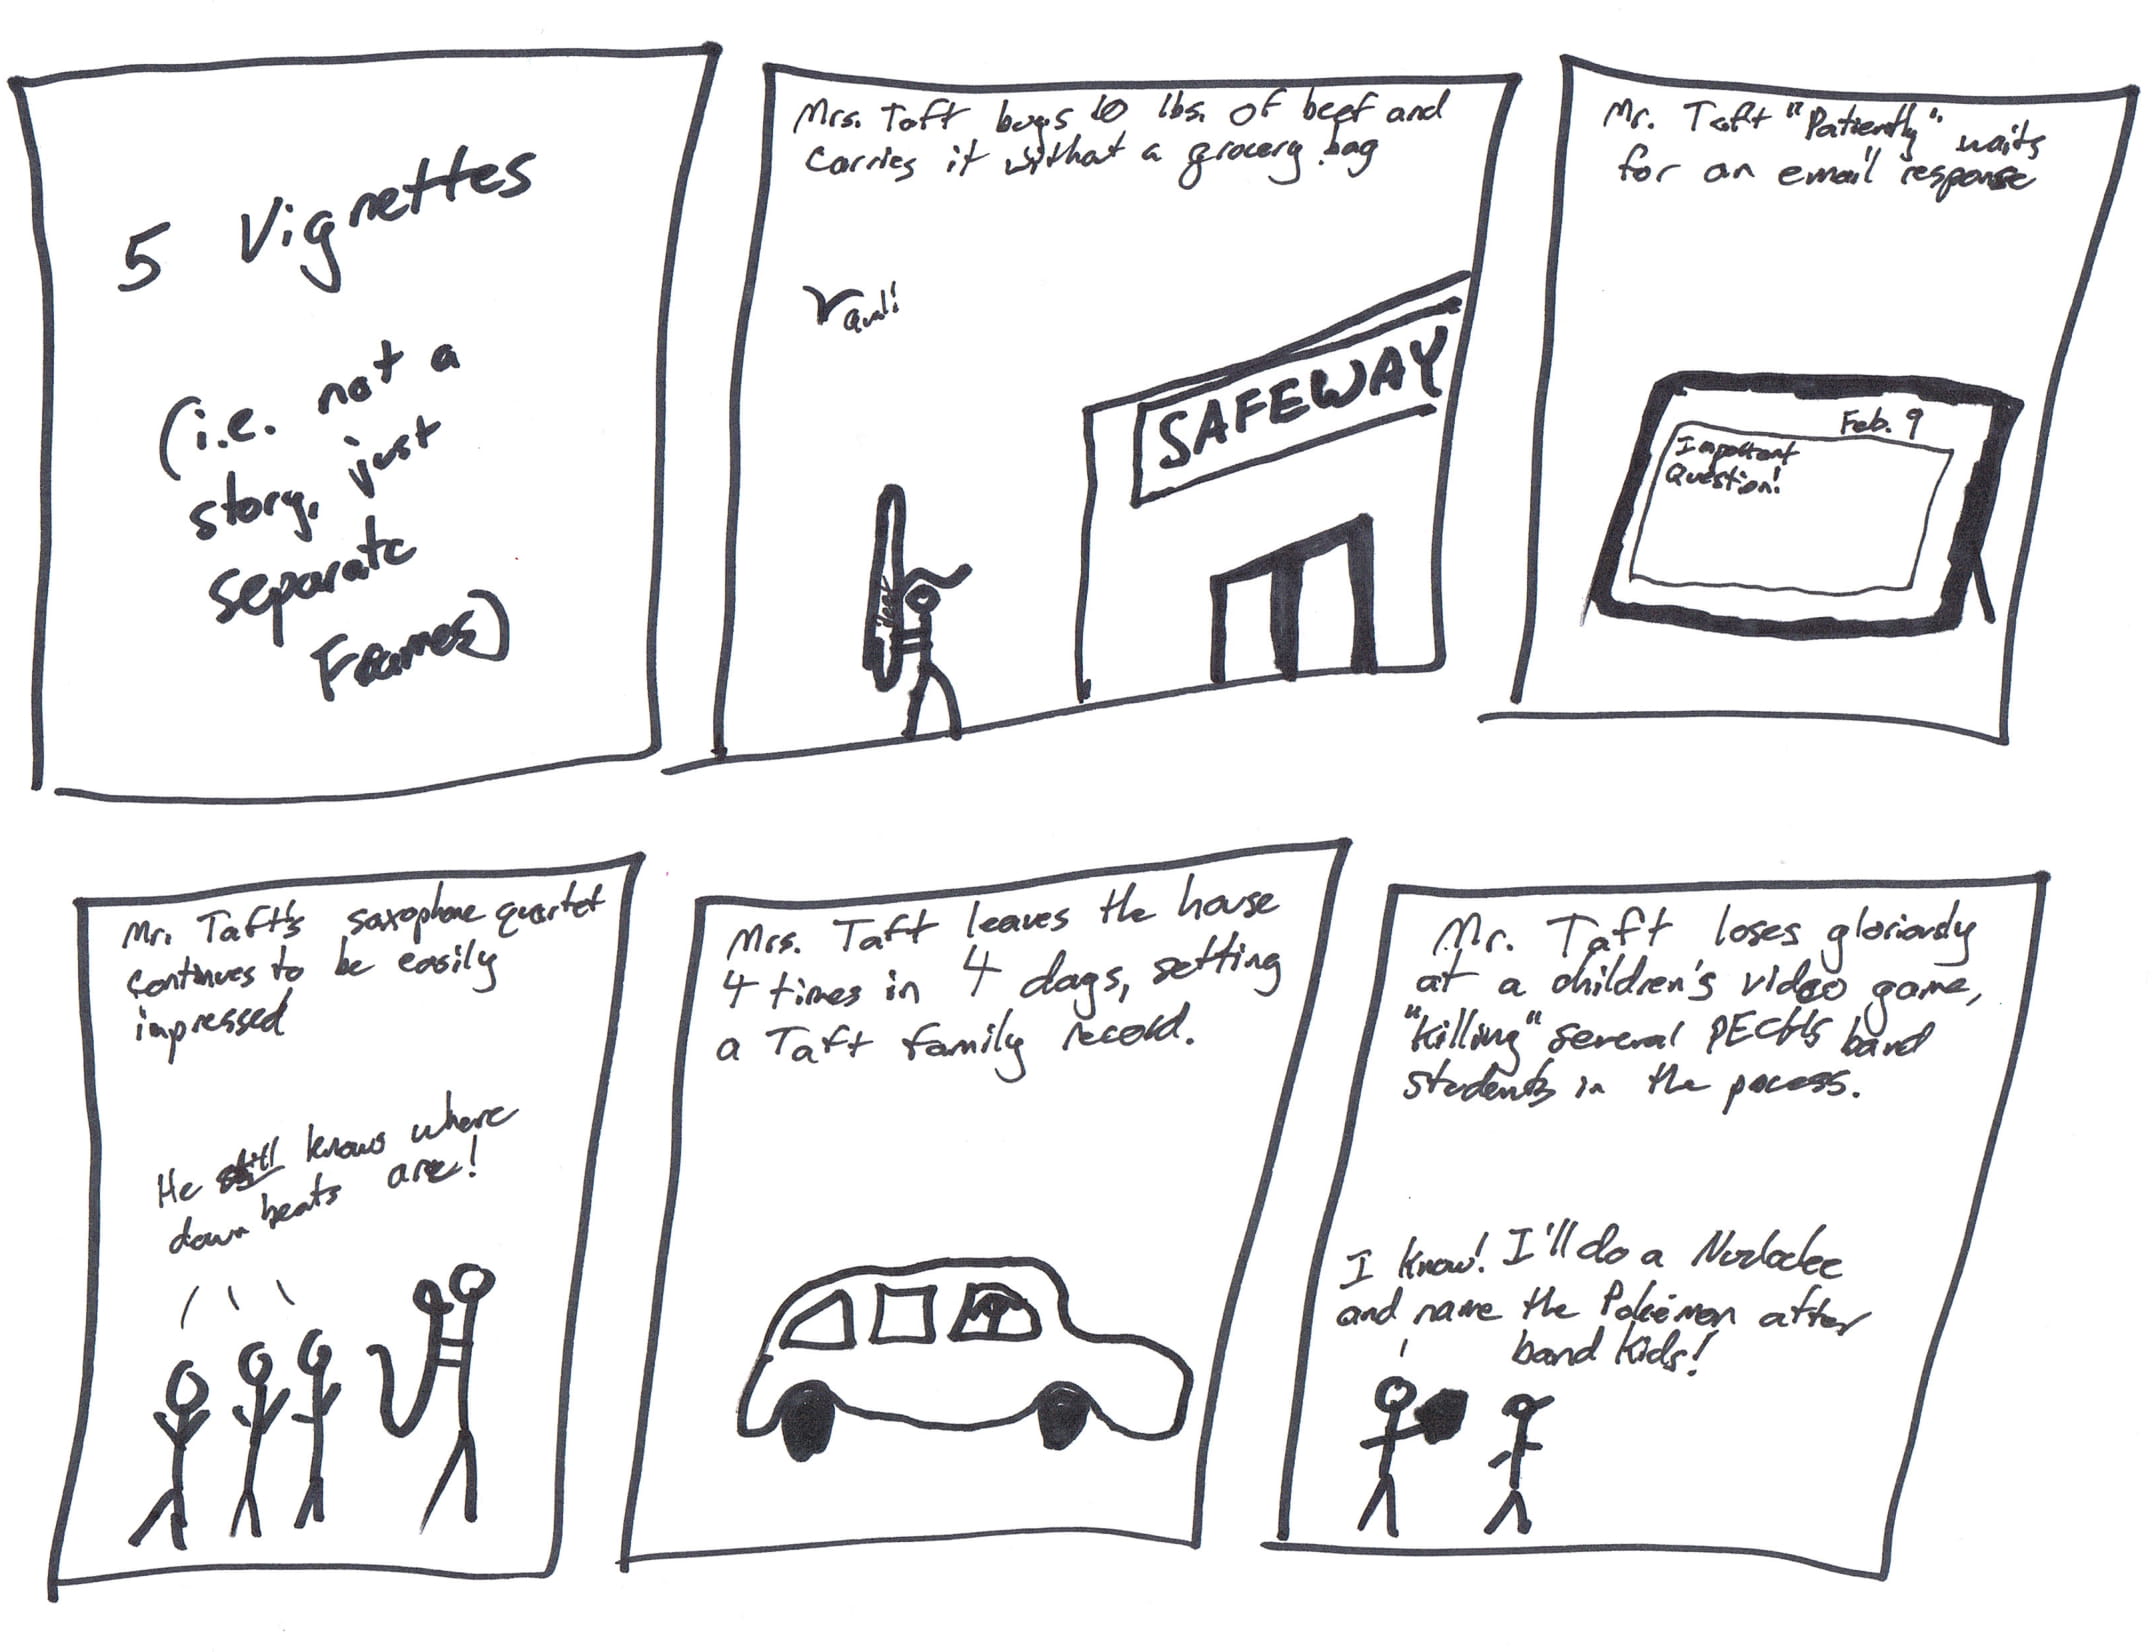 5 Vignettes
(i.e. not a
story, just
separate
Frames)
Mrs. Taft buys 10 lbs. of beef and
carries it without a grocery bag
SAFEWAY
Mr. Taft "Patiently" waits
for an email response
Feb. 9
Important
Question!
Mr. Taft's saxophone quartet
continues to be easily
impressed
He still knows where
down beats are!
Mrs. Taft leaves the house
4 times in 4 days, setting
a Taft family record.
Mr. Taft loses gloriously
at a children's video game,
"killing" several PECHS band
students in the process.
I know! I'll do a Nuzlocke
and name the Pokémon after
band kids!